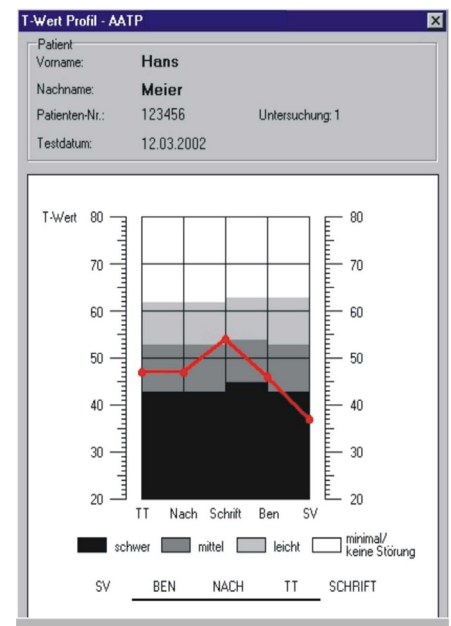 T-Wert Profil - AATP
Patient
Vorname: Hans
Nachname: Meier
Patienten-Nr.: 123456 Untersuchung: 1
Testdatum: 12.03.2002
T-Wert 80 80
70 70
60 60
50 50
40 40
30 30
20 20
TT Nach Schrift Ben SV
schwer mittel leicht minimal/
keine Störung
SV BEN NACH TT SCHRIFT